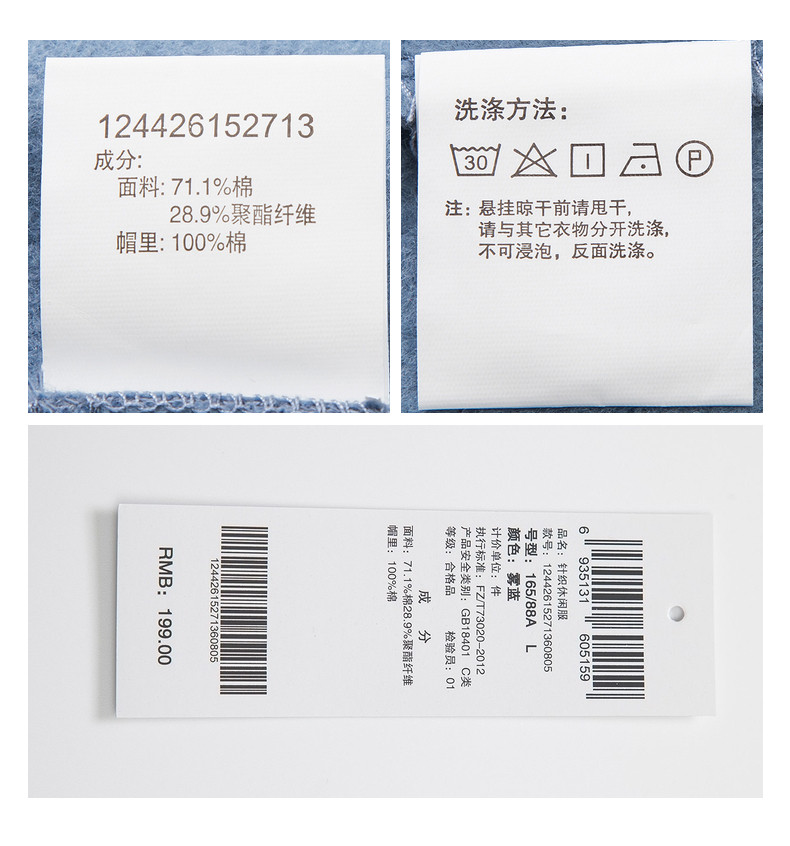 124426152713
成分:
面料: 71.1%棉
28.9%聚酯纤维
帽里: 100%棉
洗涤方法:
30
P
注: 悬挂晾干前请甩干,
请与其它衣物分开洗涤,
不可浸泡, 反面洗涤。
6 935131 605159
品名: 针织休闲服
款号: 12442615271360805
号型: 165/88A L
颜色: 雾蓝
计价单位: 件
执行标准: FZ/T73020-2012
产品安全类别: GB18401 C类
等级: 合格品 检验员: 01
成 分
面料: 71.1%棉28.9%聚酯纤维
帽里: 100%棉
12442615271360805
RMB: 199.00